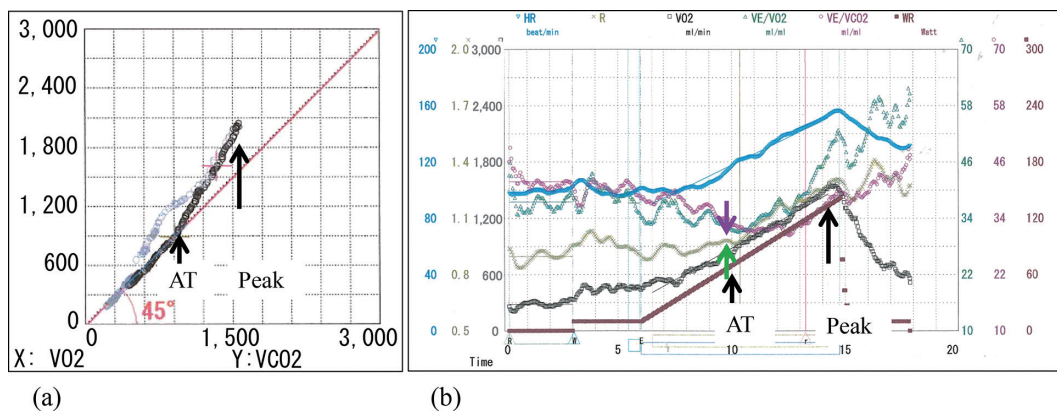 3,000
2,400
1,800
1,200
600
0
AT
Peak
45°
1,500
3,000
X: VO2
Y:VCO2
(a)
HR
R
VO2
VE/VO2
VE/VCO2
WR
beat/min
ml/min
ml/ml
ml/ml
Watt
200 2.0 3,000 70 70 300
160 1.7 2,400 58 58 240
120 1.4 1,800 46 46 180
80 1.1 1,200 34 34 120
40 0.8 600 22 22 60
0 0.5 0 10 10 0
AT
Peak
R W E r
0 5 10 15 20
Time
(b)